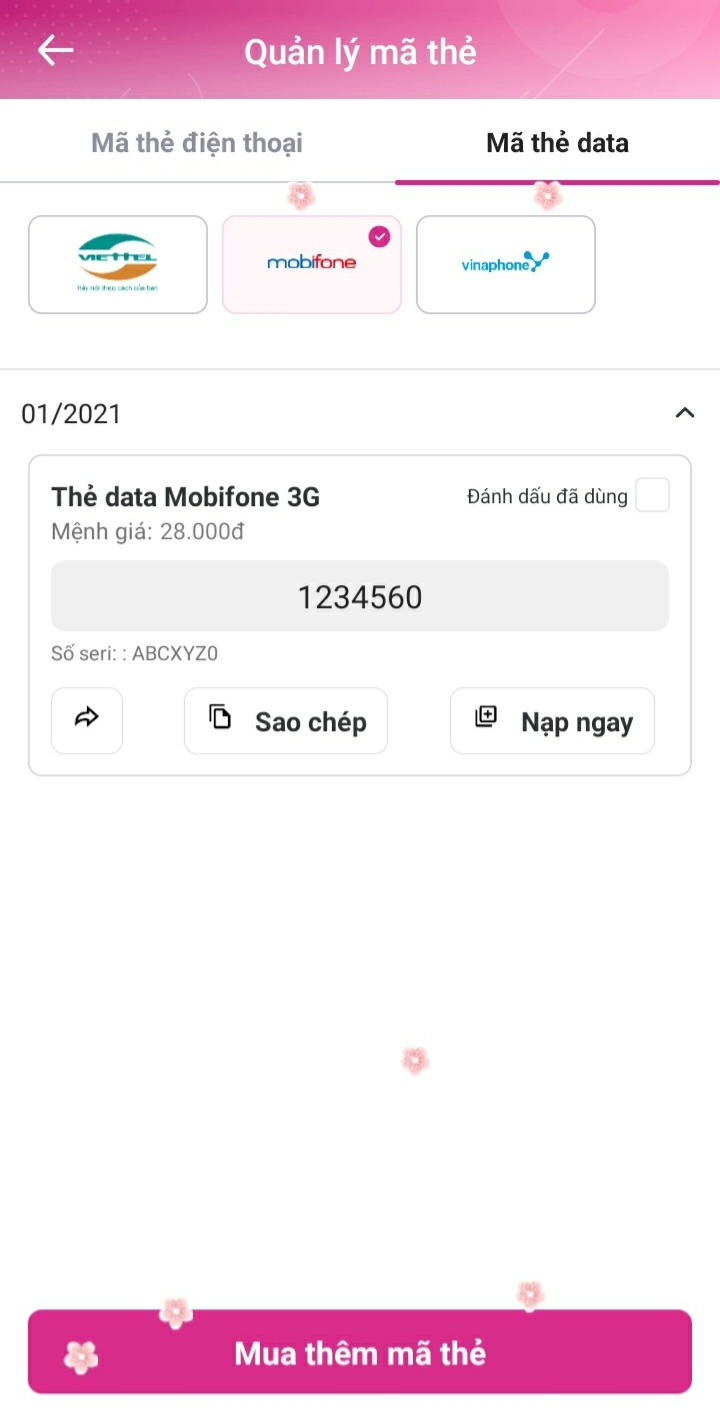 Quản lý mã thẻ
Mã thẻ điện thoại
Mã thẻ data
VIETTEL
Hãy nói theo cách của bạn
mobifone
vinaphone
01/2021
Thẻ data Mobifone 3G
Đánh dấu đã dùng
Mệnh giá: 28.000đ
1234560
Số seri: : ABCXYZ0
Sao chép
Nạp ngay
Mua thêm mã thẻ